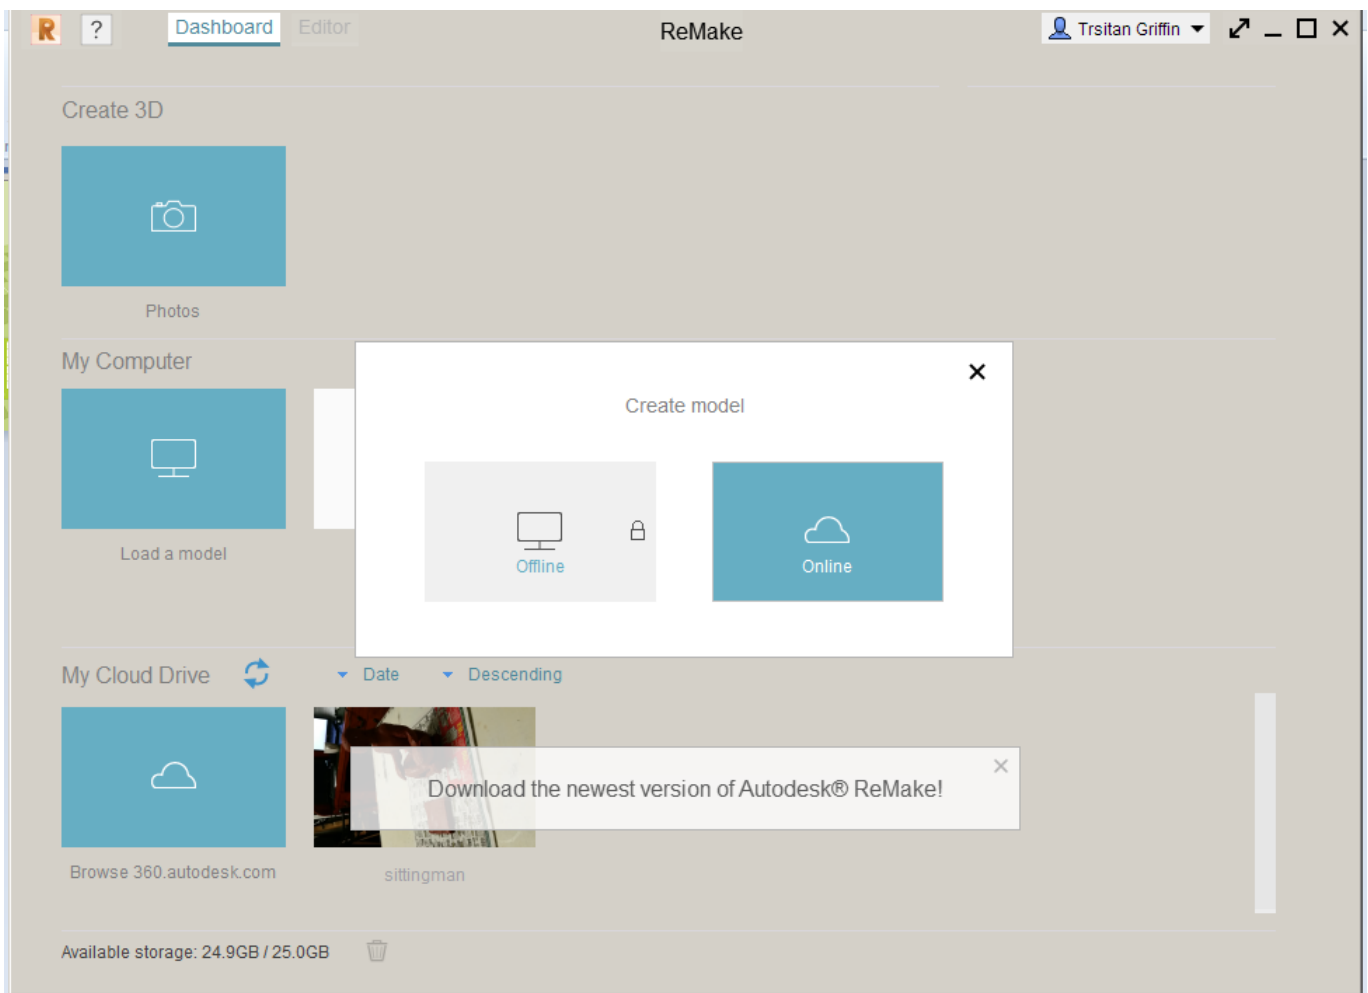 R ? Dashboard Editor ReMake Trsitan Griffin
Create 3D
Photos
My Computer
Create model
Offline Online
Load a model
My Cloud Drive Date Descending
Download the newest version of Autodesk® ReMake!
Browse 360.autodesk.com sittingman
Available storage: 24.9GB / 25.0GB